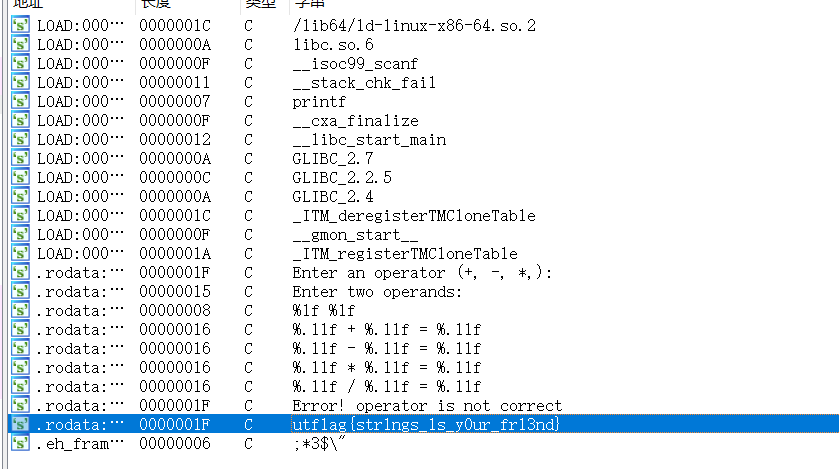 地址 长度 类型 字串
LOAD:000… 0000001C C /lib64/ld-linux-x86-64.so.2
LOAD:000… 0000000A C libc.so.6
LOAD:000… 0000000F C __isoc99_scanf
LOAD:000… 00000011 C __stack_chk_fail
LOAD:000… 00000007 C printf
LOAD:000… 0000000F C __cxa_finalize
LOAD:000… 00000012 C __libc_start_main
LOAD:000… 0000000A C GLIBC_2.7
LOAD:000… 0000000C C GLIBC_2.2.5
LOAD:000… 0000000A C GLIBC_2.4
LOAD:000… 0000001C C _ITM_deregisterTMCloneTable
LOAD:000… 0000000F C __gmon_start__
LOAD:000… 0000001A C _ITM_registerTMCloneTable
.rodata:… 0000001F C Enter an operator (+, -, *,):
.rodata:… 00000015 C Enter two operands:
.rodata:… 00000008 C %lf %lf
.rodata:… 00000016 C %.1lf + %.1lf = %.1lf
.rodata:… 00000016 C %.1lf - %.1lf = %.1lf
.rodata:… 00000016 C %.1lf * %.1lf = %.1lf
.rodata:… 00000016 C %.1lf / %.1lf = %.1lf
.rodata:… 0000001F C Error! operator is not correct
.rodata:… 0000001F C utflag{str1ngs_1s_y0ur_fr13nd}
.eh_fram… 00000006 C ;*3$\"